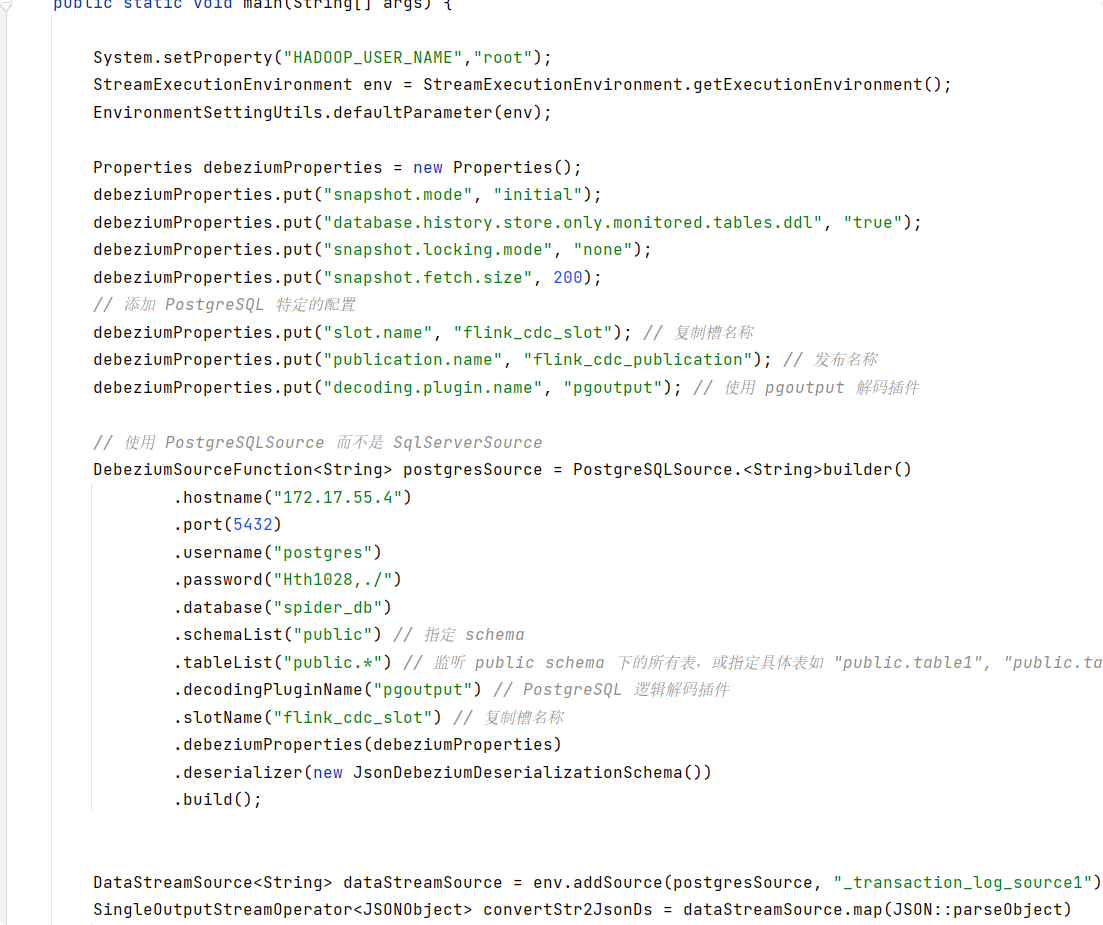 public static void main(String[] args) {
System.setProperty("HADOOP_USER_NAME","root");
StreamExecutionEnvironment env = StreamExecutionEnvironment.getExecutionEnvironment();
EnvironmentSettingUtils.defaultParameter(env);
Properties debeziumProperties = new Properties();
debeziumProperties.put("snapshot.mode", "initial");
debeziumProperties.put("database.history.store.only.monitored.tables.ddl", "true");
debeziumProperties.put("snapshot.locking.mode", "none");
debeziumProperties.put("snapshot.fetch.size", 200);
// 添加 PostgreSQL 特定的配置
debeziumProperties.put("slot.name", "flink_cdc_slot"); // 复制槽名称
debeziumProperties.put("publication.name", "flink_cdc_publication"); // 发布名称
debeziumProperties.put("decoding.plugin.name", "pgoutput"); // 使用 pgoutput 解码插件
// 使用 PostgreSQLSource 而不是 SqlServerSource
DebeziumSourceFunction<String> postgresSource = PostgreSQLSource.<String>builder()
.hostname("172.17.55.4")
.port(5432)
.username("postgres")
.password("Hth1028,./")
.database("spider_db")
.schemaList("public") // 指定 schema
.tableList("public.*") // 监听 public schema 下的所有表，或指定具体表如 "public.table1", "public.ta
.decodingPluginName("pgoutput") // PostgreSQL 逻辑解码插件
.slotName("flink_cdc_slot") // 复制槽名称
.debeziumProperties(debeziumProperties)
.deserializer(new JsonDebeziumDeserializationSchema())
.build();
DataStreamSource<String> dataStreamSource = env.addSource(postgresSource, "_transaction_log_source1")
SingleOutputStreamOperator<JSONObject> convertStr2JsonDs = dataStreamSource.map(JSON::parseObject)